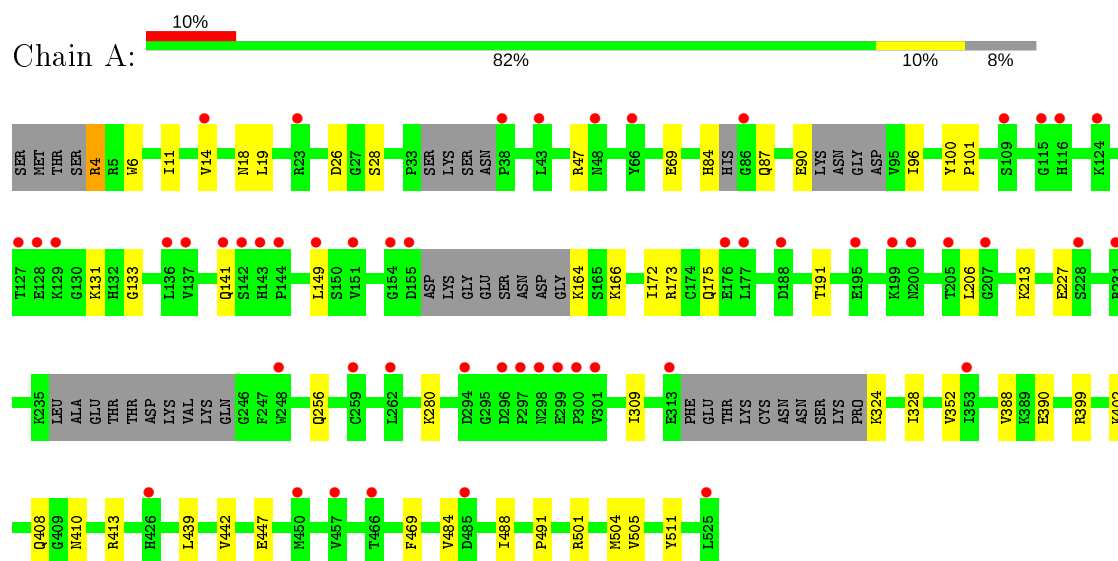 10%
Chain A:
82% 10% 8%
SER MET THR SER R4 R5 W6 I11 V14 N18 L19 R23 D26 G27 S28 P33 SER LYS SER ASN P38 L43 R47 N48 Y66 E69 H84 HIS G86 Q87 E90 LYS ASN GLY ASP V95 I96 Y100 P101 S109 G115 H116 K124
T127 E128 K129 G130 K131 H132 G133 L136 V137 Q141 S142 H143 P144 L149 S150 V151 G154 D155 ASP LYS GLY GLU SER ASN ASP GLY K164 S165 K166 I172 R173 C174 Q175 E176 L177 D188 T191 E195 K199 N200 T205 L206 G207 K213 E227 S228
K235 LEU ALA GLU THR THR ASP LYS VAL LYS GLN G246 F247 W248 Q256 C259 L262 K280 D294 G295 D296 P297 N298 E299 P300 V301 I309 E313 PHE GLU THR LYS CYS ASN ASN SER LYS PRO K324 I328 V352 I353 V388 K389 E390 R399 K402
Q408 G409 N410 R413 H426 L439 V442 E447 M450 V457 T466 F469 V484 D485 I488 P491 R501 M504 V505 Y511 L525